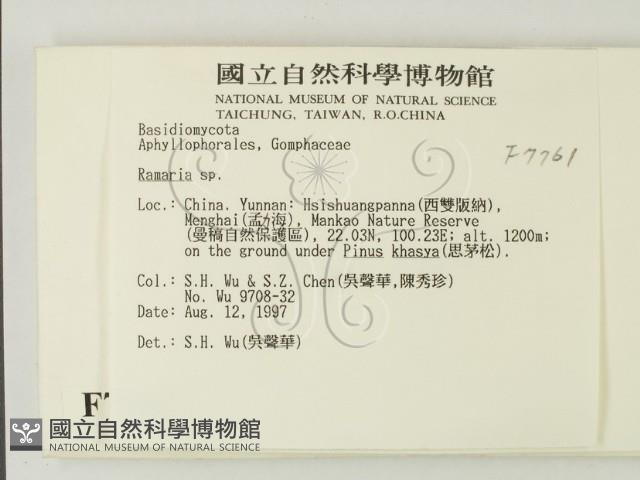 國立自然科學博物館
NATIONAL MUSEUM OF NATURAL SCIENCE
TAICHUNG, TAIWAN, R.O.CHINA
Basidiomycota
Aphyllophorales, Gomphaceae
F7761
Ramaria sp.
Loc.: China. Yunnan: Hsishuangpanna(西雙版納),
Menghai(孟力海), Mankao Nature Reserve
(曼稿自然保護區), 22.03N, 100.23E; alt. 1200m;
on the ground under Pinus khasya(思茅松).
Col.: S.H. Wu & S.Z. Chen(吳聲華,陳秀珍)
No. Wu 9708-32
Date: Aug. 12, 1997
Det.: S.H. Wu(吳聲華)
國立自然科學博物館
NATIONAL MUSEUM OF NATURAL SCIENCE